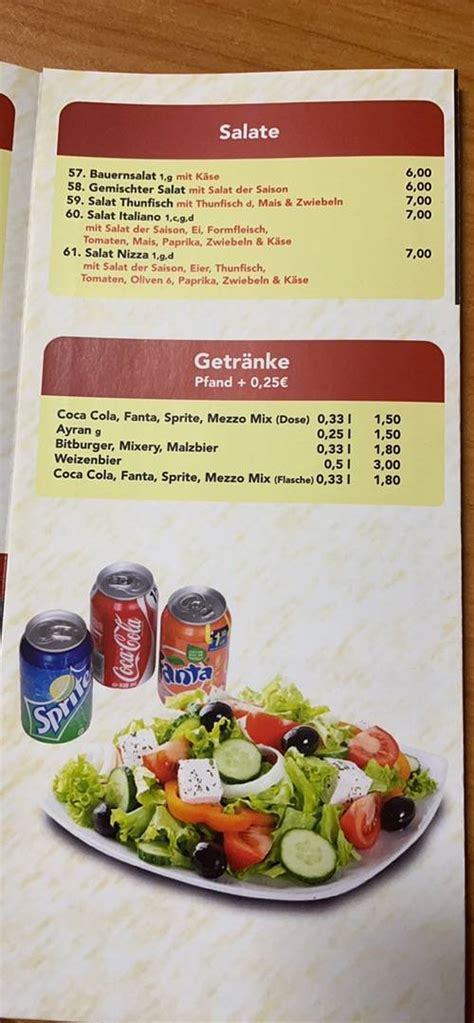 Salate
57. Bauernsalat 1,g mit Käse 6,00
58. Gemischter Salat mit Salat der Saison 6,00
59. Salat Thunfisch mit Thunfisch d, Mais & Zwiebeln 7,00
60. Salat Italiano 1,c,g,d 7,00
mit Salat der Saison, Ei, Formfleisch,
Tomaten, Mais, Paprika, Zwiebeln & Käse
61. Salat Nizza 1,g,d 7,00
mit Salat der Saison, Eier, Thunfisch,
Tomaten, Oliven 6, Paprika, Zwiebeln & Käse
Getränke
Pfand + 0,25€
Coca Cola, Fanta, Sprite, Mezzo Mix (Dose) 0,33 l 1,50
Ayran g 0,25 l 1,50
Bitburger, Mixery, Malzbier 0,33 l 1,80
Weizenbier 0,5 l 3,00
Coca Cola, Fanta, Sprite, Mezzo Mix (Flasche) 0,33 l 1,80
Sprite
Coca-Cola
Fanta